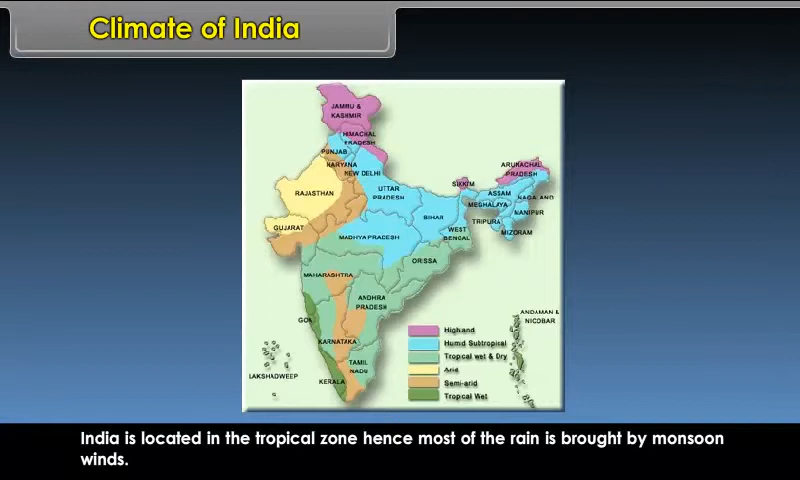 Climate of India
JAMMU &
KASHMIR
HIMACHAL
PRADESH
PUNJAB
HARYANA
NEW DELHI
ARUNACHAL
PRADESH
SIKKIM
RAJASTHAN
UTTAR
PRADESH
ASSAM
NAGALAND
MEGHALAYA
MANIPUR
BIHAR
TRIPURA
GUJARAT
WEST
BENGAL
MIZORAM
MADHYA PRADESH
ORISSA
MAHARASHTRA
ANDHRA
PRADESH
ANDAMAN &
NICOBAR
GOA
KARNATAKA
TAMIL
NADU
LAKSHADWEEP
KERALA
Highland
Humid Subtropical
Tropical wet & Dry
Arid
Semi-arid
Tropical Wet
India is located in the tropical zone hence most of the rain is brought by monsoon
winds.